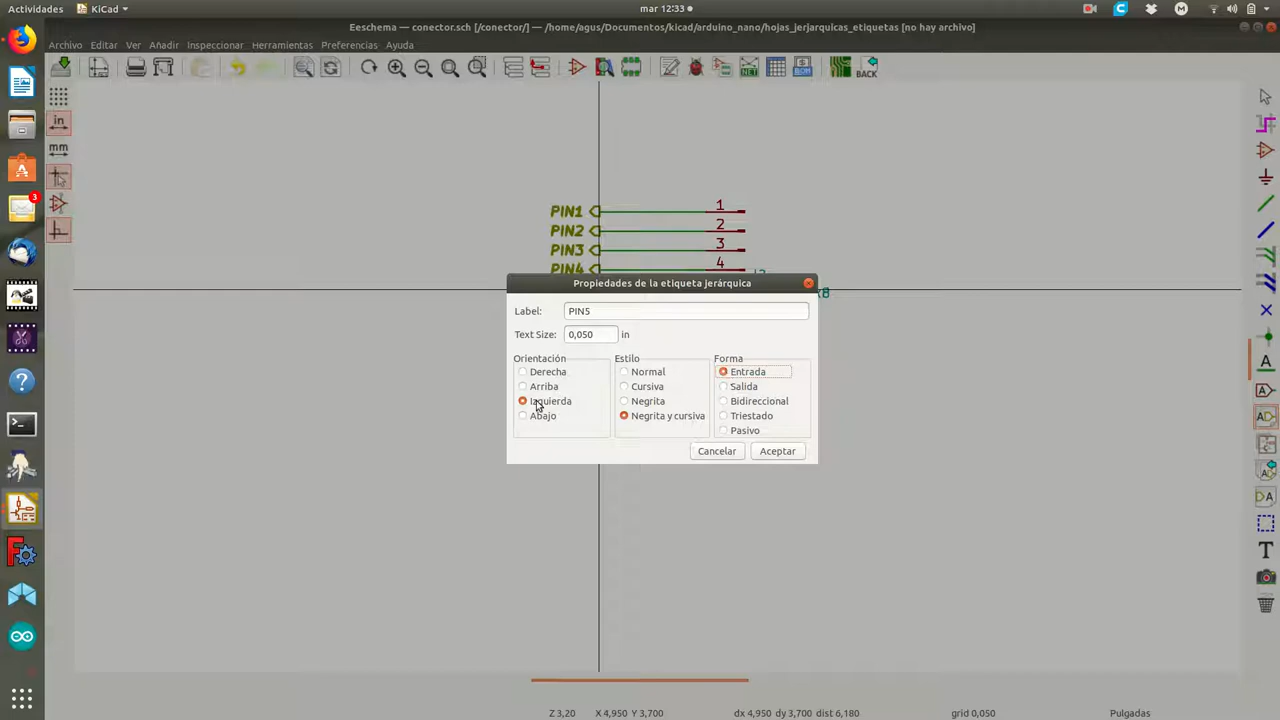 Actividades
KiCad
mar 12:33
Eeschema — conector.sch [/conector/] — /home/agus/Documentos/kicad/arduino_nano/hojas_jerjarquicas_etiquetas [no hay archivo]
Archivo Editar Ver Añadir Inspeccionar Herramientas Preferencias Ayuda
BACK
in
mm
3
PIN1 1
PIN2 2
PIN3 3
PIN4 4
Propiedades de la etiqueta jerárquica
Label: PIN5
Text Size: 0,050 in
Orientación Estilo Forma
Derecha Normal Entrada
Arriba Cursiva Salida
Izquierda Negrita Bidireccional
Abajo Negrita y cursiva Triestado
Pasivo
Cancelar Aceptar
Z 3,20 X 4,950 Y 3,700 dx 4,950 dy 3,700 dist 6,180 grid 0,050 Pulgadas